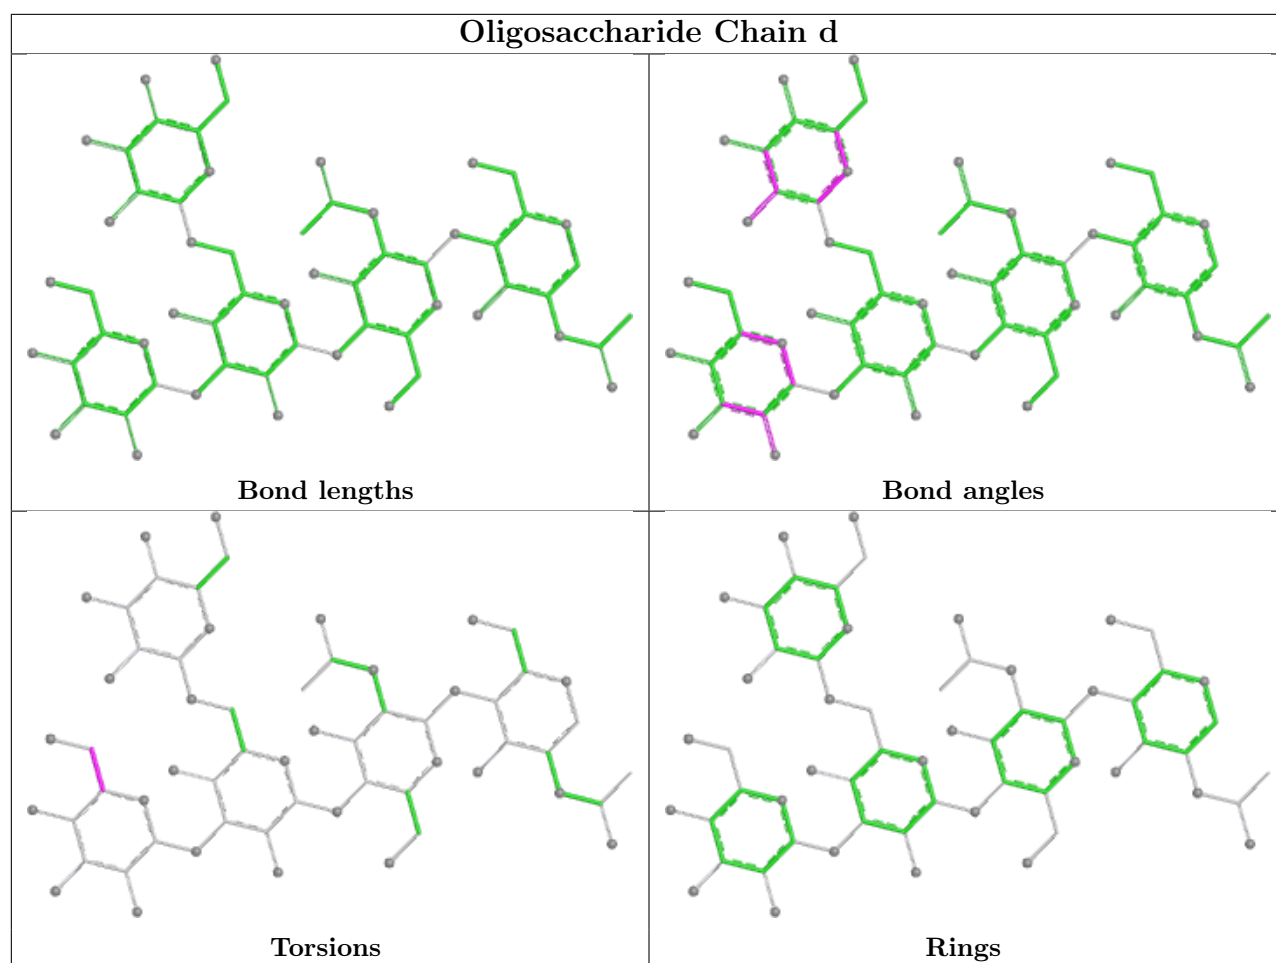 Oligosaccharide Chain d
Bond lengths
Bond angles
Torsions
Rings